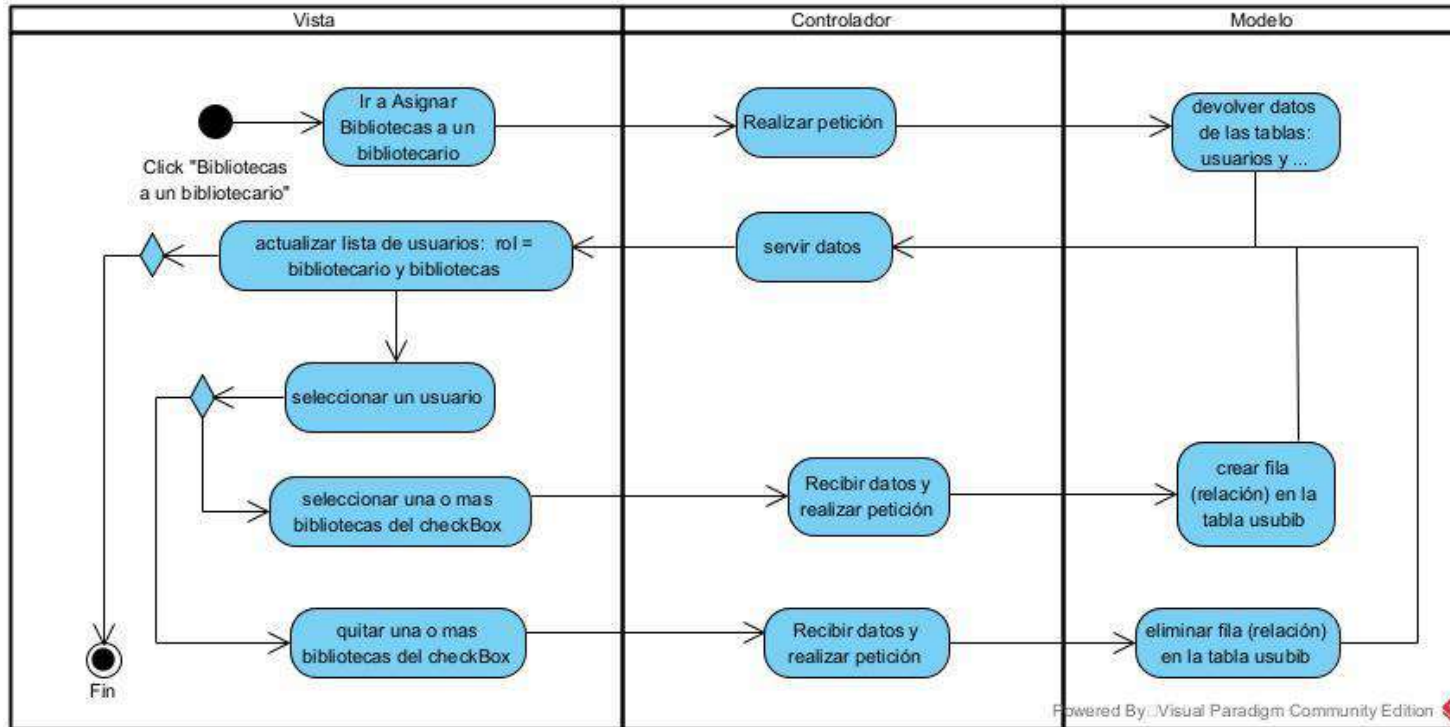 Vista
Controlador
Modelo
Ir a Asignar
Bibliotecas a un
bibliotecario
Realizar petición
devolver datos
de las tablas:
usuarios y ...
Click "Bibliotecas
a un bibliotecario"
actualizar lista de usuarios:  rol =
bibliotecario y bibliotecas
servir datos
seleccionar un usuario
seleccionar una o mas
bibliotecas del checkBox
Recibir datos y
realizar petición
crear fila
(relación) en la
tabla usubib
quitar una o mas
bibliotecas del checkBox
Recibir datos y
realizar petición
eliminar fila (relación)
en la tabla usubib
Fin
Powered By Visual Paradigm Community Edition